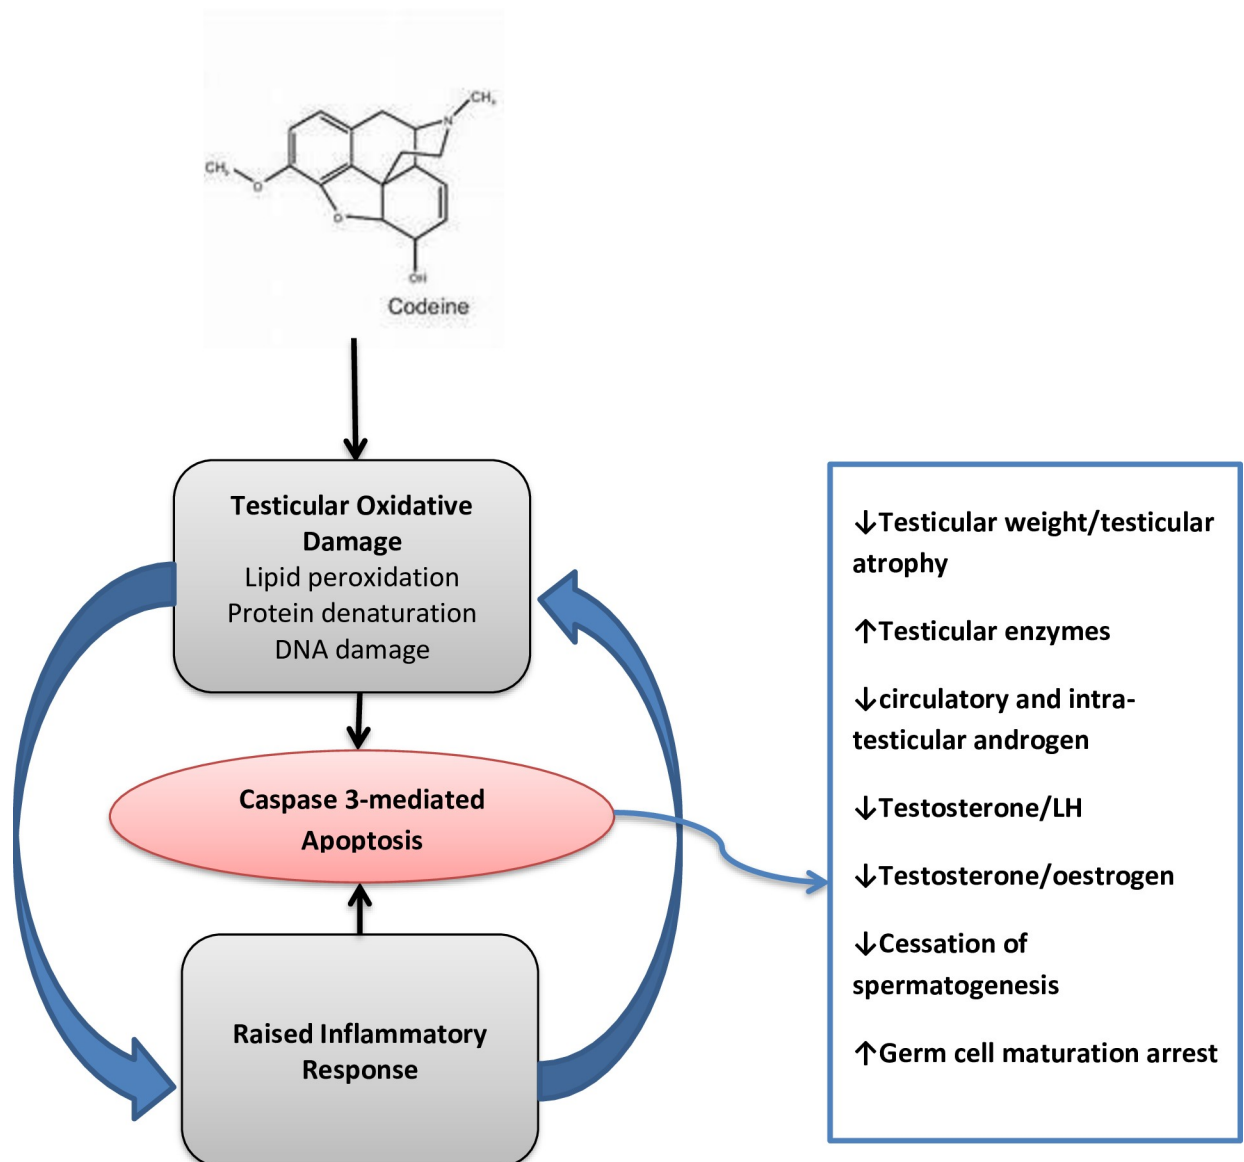 CH₃
N
CH₃
O
O
OH
Codeine
Testicular Oxidative
Damage
Lipid peroxidation
Protein denaturation
DNA damage
Caspase 3-mediated
Apoptosis
Raised Inflammatory
Response
↓Testicular weight/testicular
atrophy
↑Testicular enzymes
↓circulatory and intra-
testicular androgen
↓Testosterone/LH
↓Testosterone/oestrogen
↓Cessation of
spermatogenesis
↑Germ cell maturation arrest